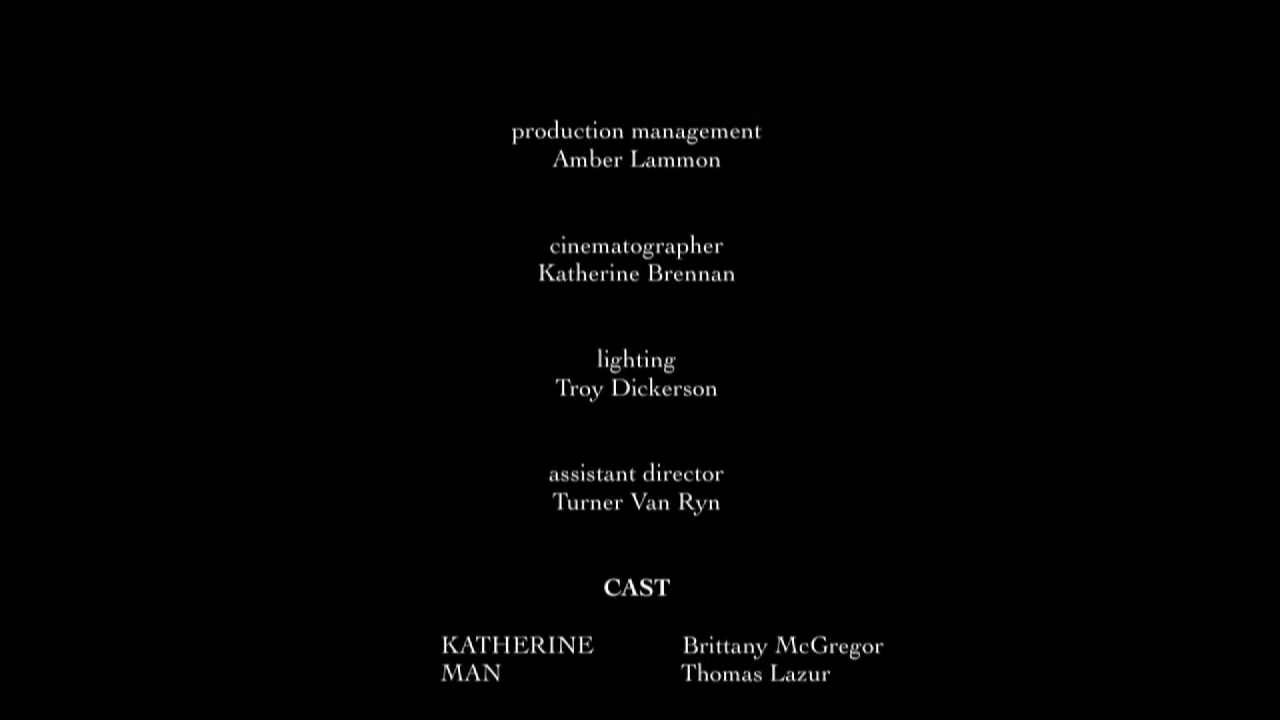 production management
Amber Lammon
cinematographer
Katherine Brennan
lighting
Troy Dickerson
assistant director
Turner Van Ryn
CAST
KATHERINE Brittany McGregor
MAN Thomas Lazur